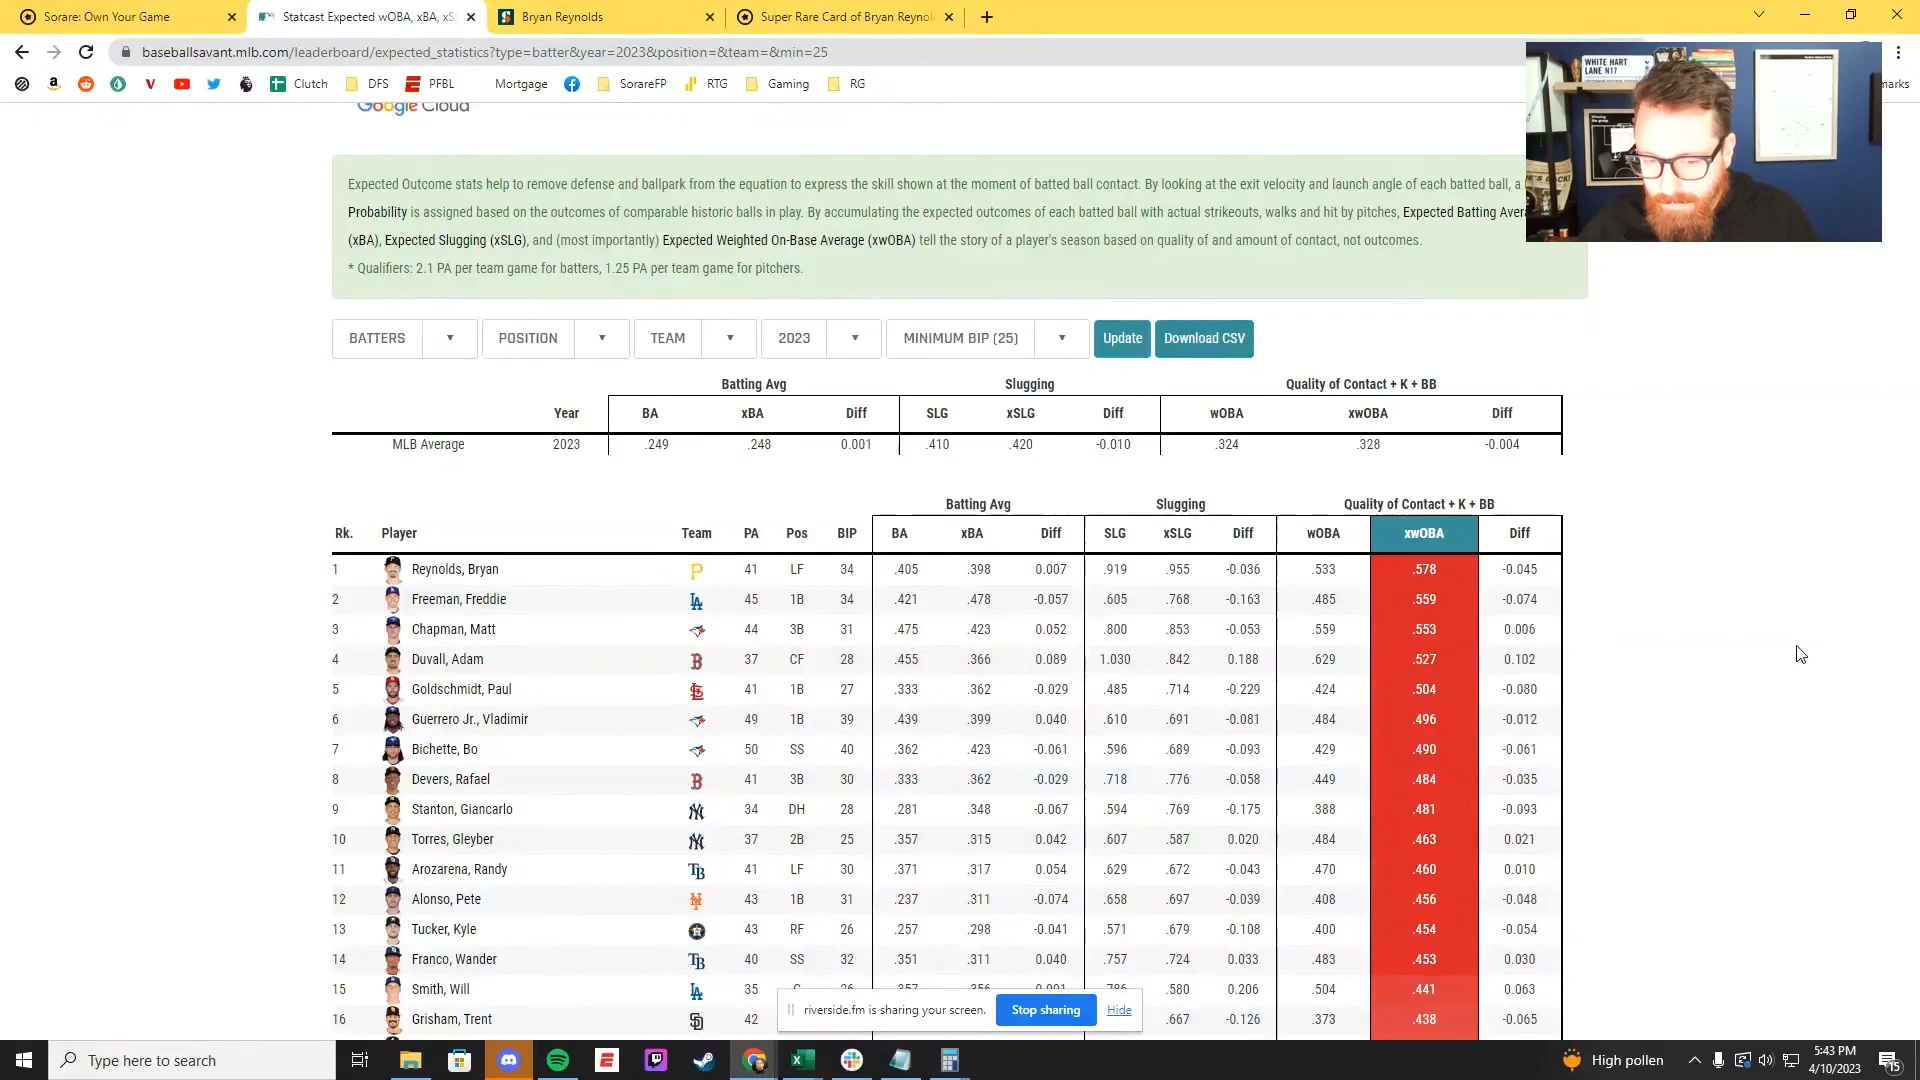 Sorare: Own Your Game
Statcast Expected wOBA, xBA, xS
Bryan Reynolds
Super Rare Card of Bryan Reynol
baseballsavant.mlb.com/leaderboard/expected_statistics?type=batter&year=2023&position=&team=&min=25
Clutch DFS PFBL Mortgage SorareFP RTG Gaming RG marks
WHITE HART
LANE N17
Google Cloud
Expected Outcome stats help to remove defense and ballpark from the equation to express the skill shown at the moment of batted ball contact. By looking at the exit velocity and launch angle of each batted ball, a
Probability is assigned based on the outcomes of comparable historic balls in play. By accumulating the expected outcomes of each batted ball with actual strikeouts, walks and hit by pitches, Expected Batting Avera
(xBA), Expected Slugging (xSLG), and (most importantly) Expected Weighted On-Base Average (xwOBA) tell the story of a player's season based on quality of and amount of contact, not outcomes.
* Qualifiers: 2.1 PA per team game for batters, 1.25 PA per team game for pitchers.
BATTERS POSITION TEAM 2023 MINIMUM BIP (25) Update Download CSV
Batting Avg Slugging Quality of Contact + K + BB
Year BA xBA Diff SLG xSLG Diff wOBA xwOBA Diff
MLB Average 2023 .249 .248 0.001 .410 .420 -0.010 .324 .328 -0.004
Batting Avg Slugging Quality of Contact + K + BB
Rk. Player Team PA Pos BIP BA xBA Diff SLG xSLG Diff wOBA xwOBA Diff
1 Reynolds, Bryan 41 LF 34 .405 .398 0.007 .919 .955 -0.036 .533 .578 -0.045
2 Freeman, Freddie 45 1B 34 .421 .478 -0.057 .605 .768 -0.163 .485 .559 -0.074
3 Chapman, Matt 44 3B 31 .475 .423 0.052 .800 .853 -0.053 .559 .553 0.006
4 Duvall, Adam 37 CF 28 .455 .366 0.089 1.030 .842 0.188 .629 .527 0.102
5 Goldschmidt, Paul 41 1B 27 .333 .362 -0.029 .485 .714 -0.229 .424 .504 -0.080
6 Guerrero Jr., Vladimir 49 1B 39 .439 .399 0.040 .610 .691 -0.081 .484 .496 -0.012
7 Bichette, Bo 50 SS 40 .362 .423 -0.061 .596 .689 -0.093 .429 .490 -0.061
8 Devers, Rafael 41 3B 30 .333 .362 -0.029 .718 .776 -0.058 .449 .484 -0.035
9 Stanton, Giancarlo 34 DH 28 .281 .348 -0.067 .594 .769 -0.175 .388 .481 -0.093
10 Torres, Gleyber 37 2B 25 .357 .315 0.042 .607 .587 0.020 .484 .463 0.021
11 Arozarena, Randy 41 LF 30 .371 .317 0.054 .629 .672 -0.043 .470 .460 0.010
12 Alonso, Pete 43 1B 31 .237 .311 -0.074 .658 .697 -0.039 .408 .456 -0.048
13 Tucker, Kyle 43 RF 26 .257 .298 -0.041 .571 .679 -0.108 .400 .454 -0.054
14 Franco, Wander 40 SS 32 .351 .311 0.040 .757 .724 0.033 .483 .453 0.030
15 Smith, Will 35 .580 0.206 .504 .441 0.063
16 Grisham, Trent 42 .667 -0.126 .373 .438 -0.065
riverside.fm is sharing your screen. Stop sharing Hide
Type here to search
High pollen
5:43 PM
4/10/2023
15